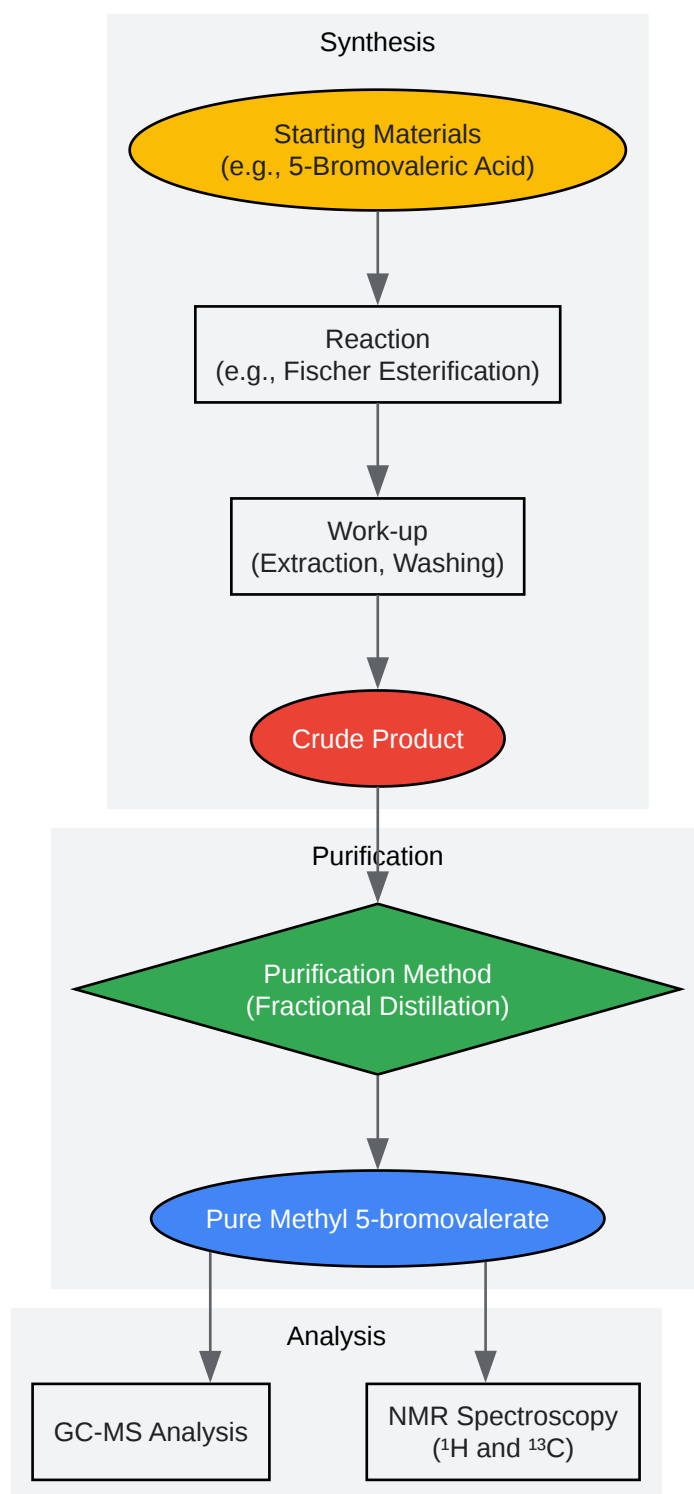 Synthesis
Starting Materials
(e.g., 5-Bromovaleric Acid)
Reaction
(e.g., Fischer Esterification)
Work-up
(Extraction, Washing)
Crude Product
Purification
Purification Method
(Fractional Distillation)
Pure Methyl 5-bromovalerate
Analysis
GC-MS Analysis
NMR Spectroscopy
(¹H and ¹³C)